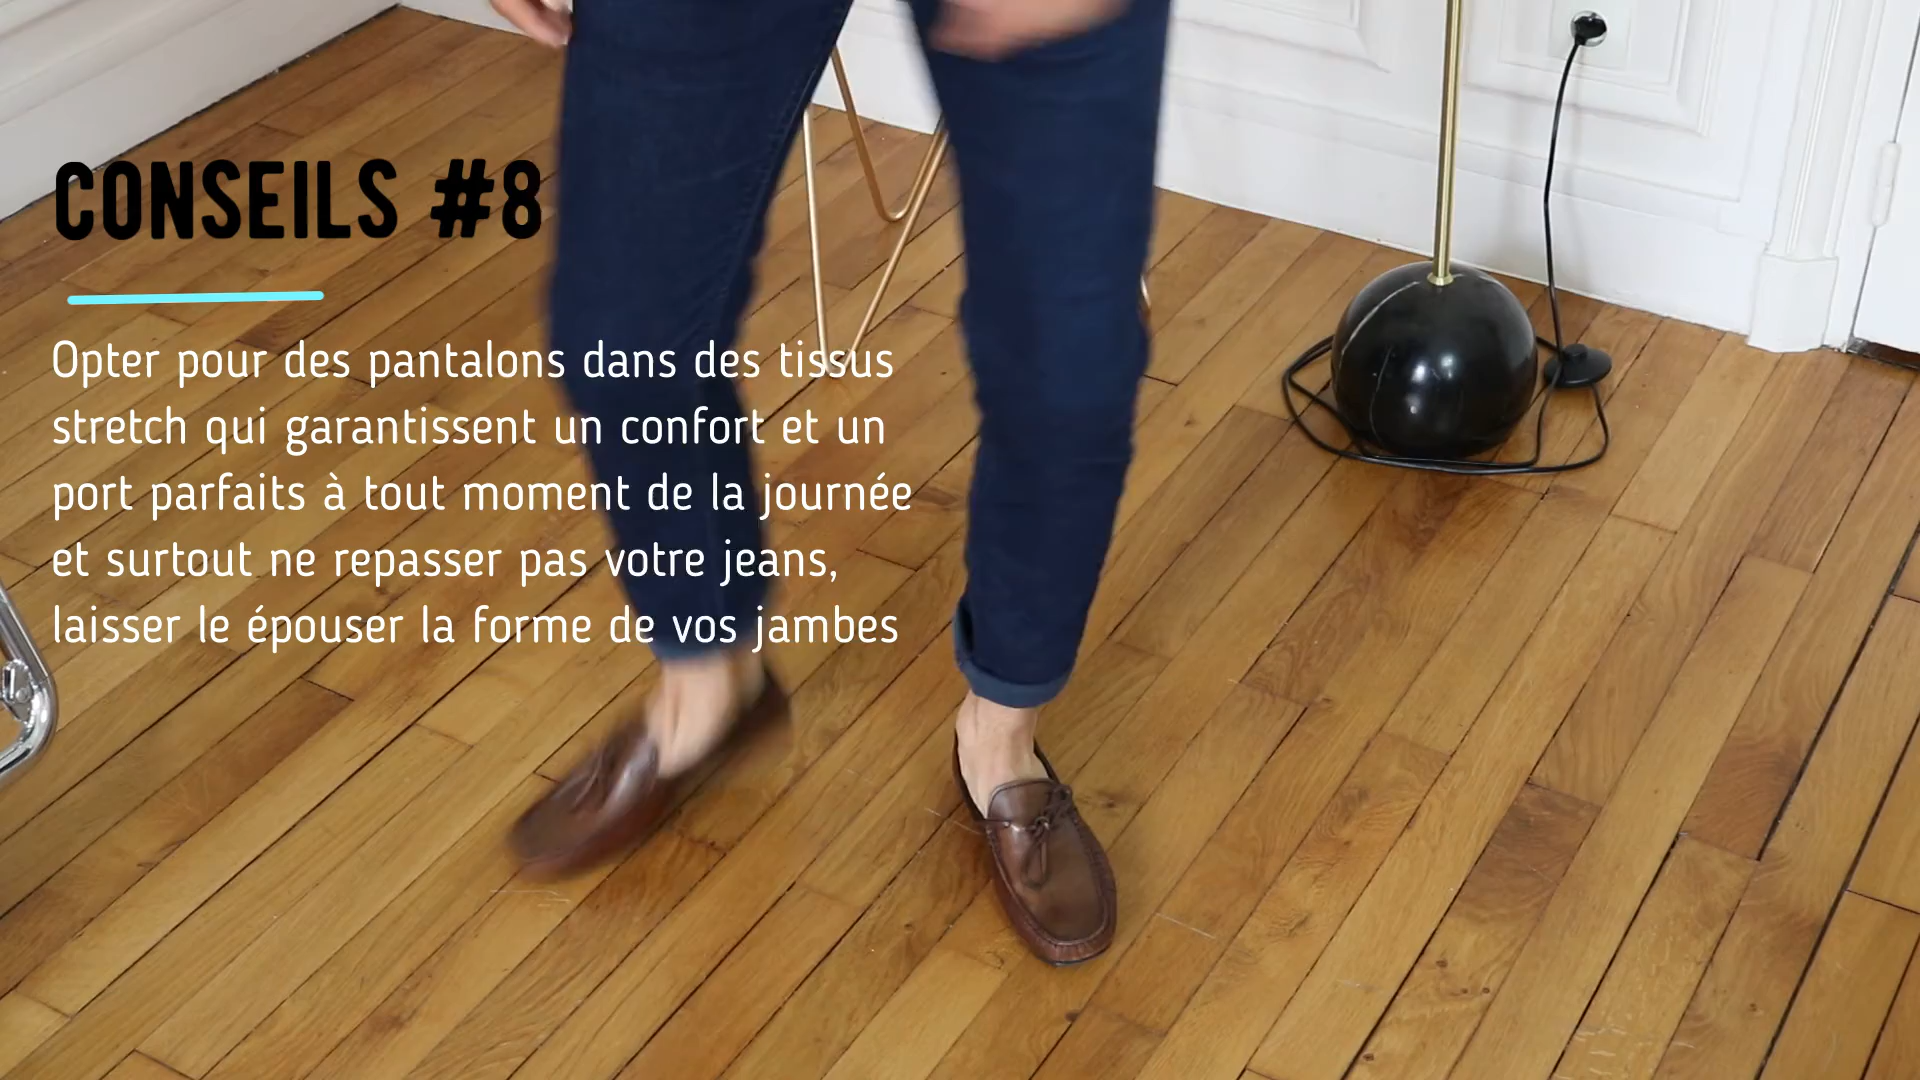 CONSEILS #8
Opter pour des pantalons dans des tissus
stretch qui garantissent un confort et un
port parfaits à tout moment de la journée
et surtout ne repasser pas votre jeans,
laisser le épouser la forme de vos jambes